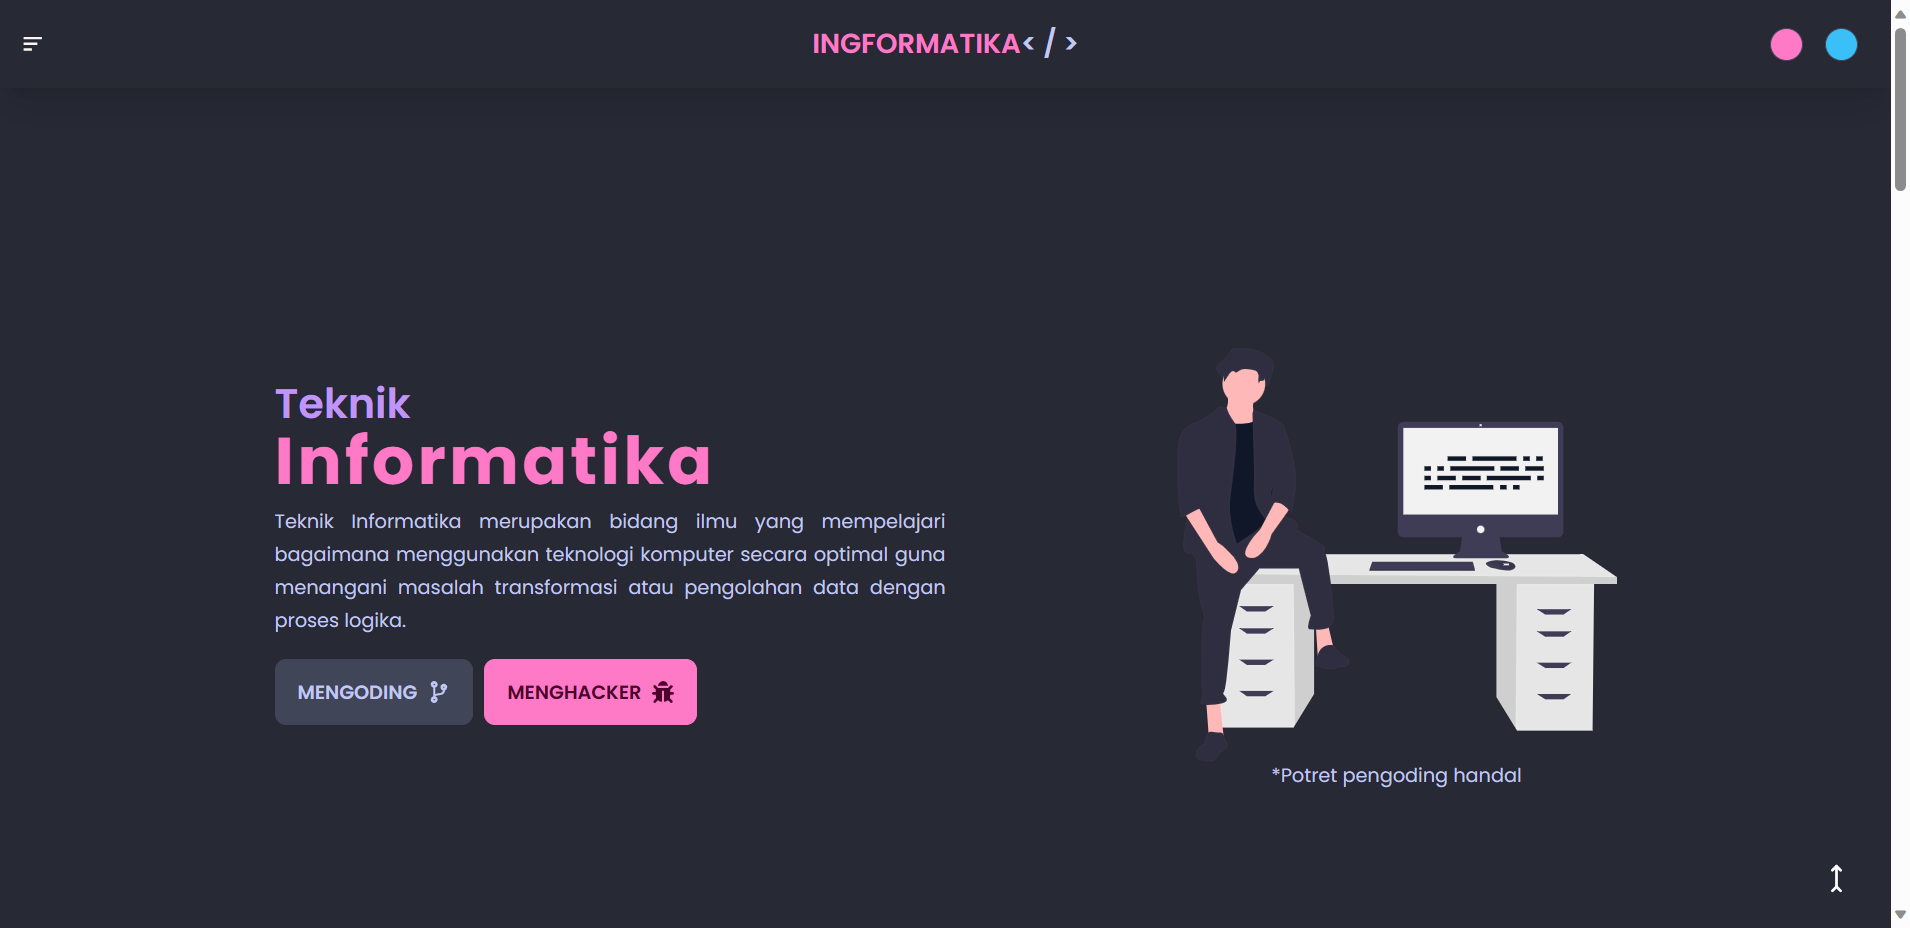 INGFORMATIKA< / >
Teknik
Informatika
Teknik Informatika merupakan bidang ilmu yang mempelajari
bagaimana menggunakan teknologi komputer secara optimal guna
menangani masalah transformasi atau pengolahan data dengan
proses logika.
MENGODING
MENGHACKER
*Potret pengoding handal